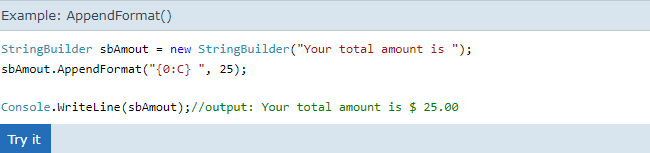 Example: AppendFormat()
StringBuilder sbAmout = new StringBuilder("Your total amount is ");
sbAmout.AppendFormat("{0:C} ", 25);
Console.WriteLine(sbAmout);//output: Your total amount is $ 25.00
Try it